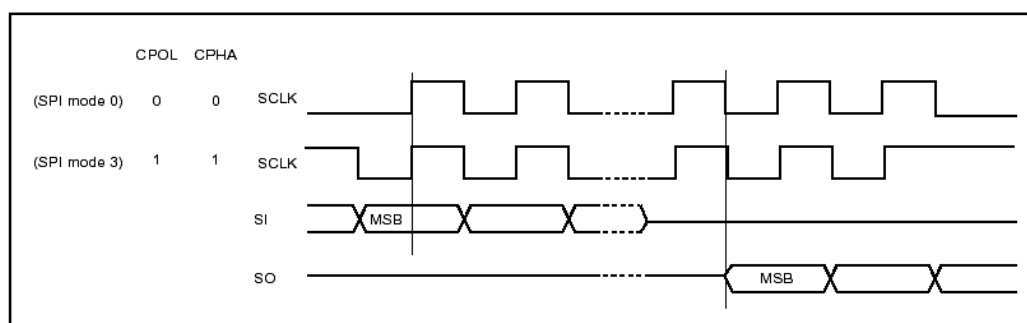 CPOL CPHA
(SPI mode 0) 0 0 SCLK
(SPI mode 3) 1 1 SCLK
SI MSB
SO MSB